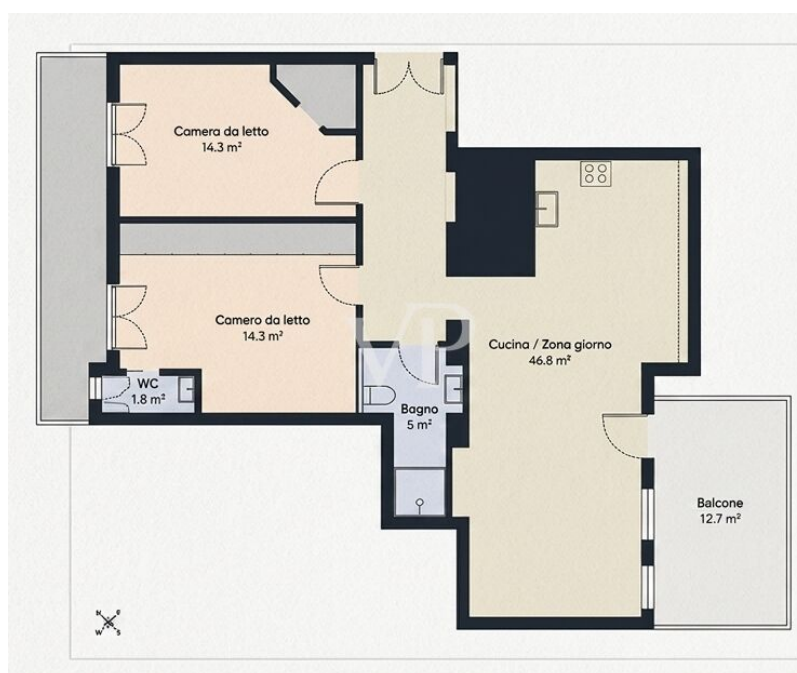 Camera da letto
14.3 m²
Camero da letto
14.3 m²
VP
Cucina / Zona giorno
46.8 m²
WC
1.8 m²
Bagno
5 m²
Balcone
12.7 m²
N E
W S